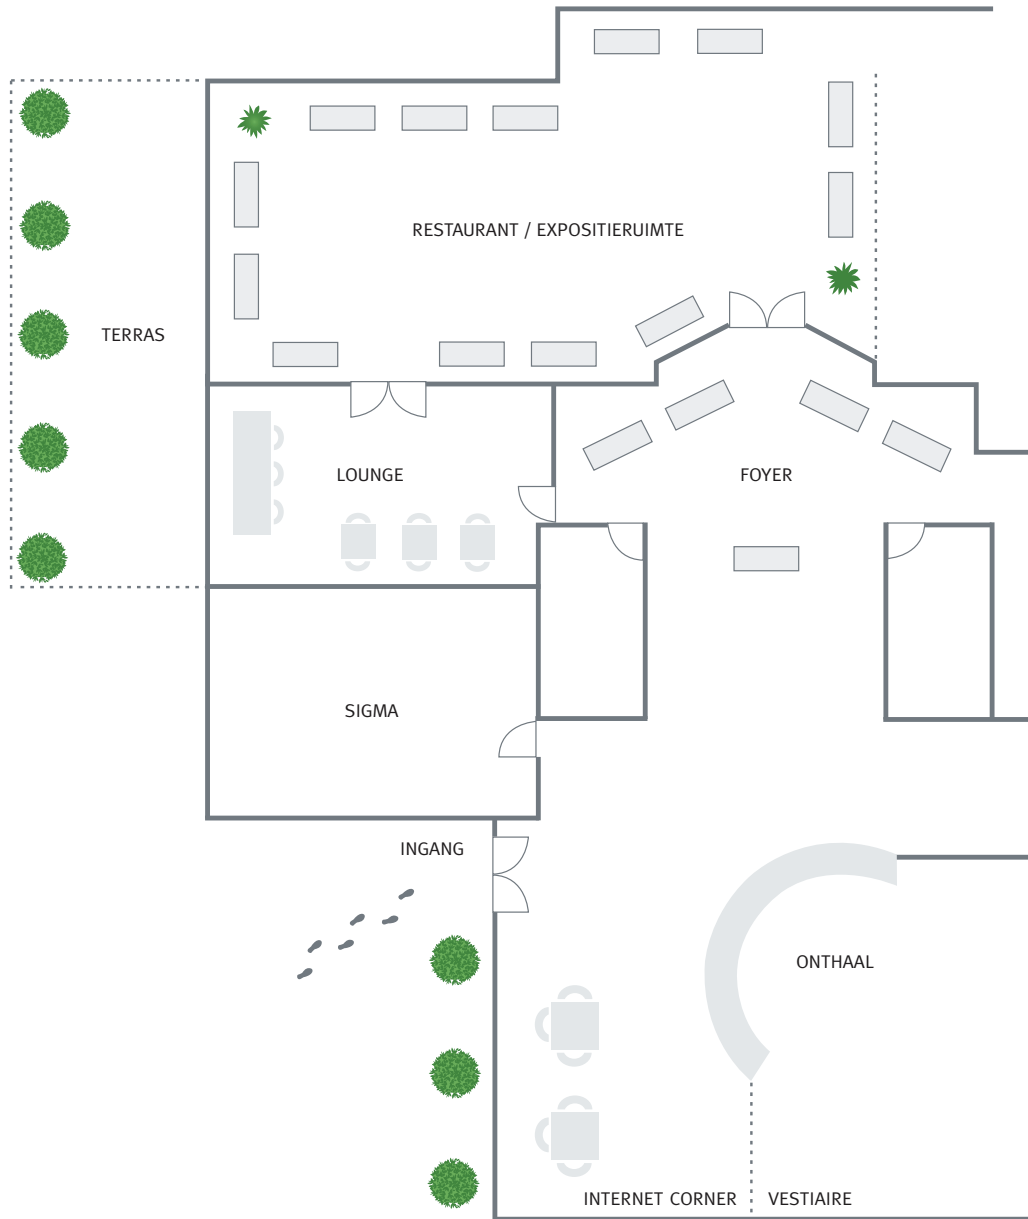 RESTAURANT / EXPOSITIERUIMTE
TERRAS
LOUNGE
FOYER
SIGMA
INGANG
ONTHAAL
INTERNET CORNER
VESTIAIRE